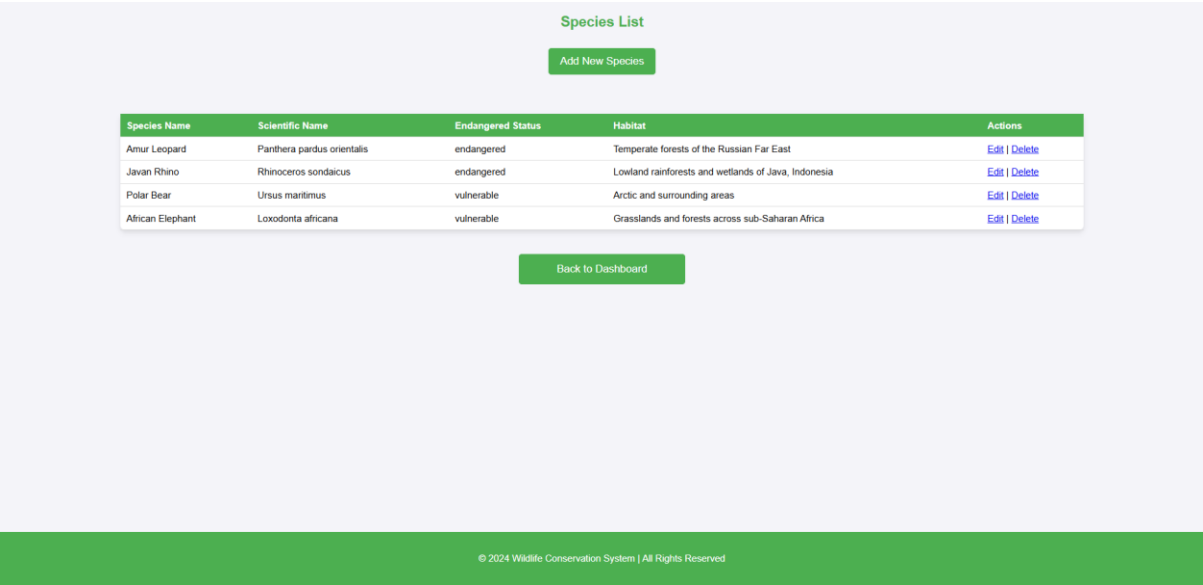 Species List
Add New Species
Species Name Scientific Name Endangered Status Habitat Actions
Amur Leopard Panthera pardus orientalis endangered Temperate forests of the Russian Far East Edit | Delete
Javan Rhino Rhinoceros sondaicus endangered Lowland rainforests and wetlands of Java, Indonesia Edit | Delete
Polar Bear Ursus maritimus vulnerable Arctic and surrounding areas Edit | Delete
African Elephant Loxodonta africana vulnerable Grasslands and forests across sub-Saharan Africa Edit | Delete
Back to Dashboard
© 2024 Wildlife Conservation System | All Rights Reserved